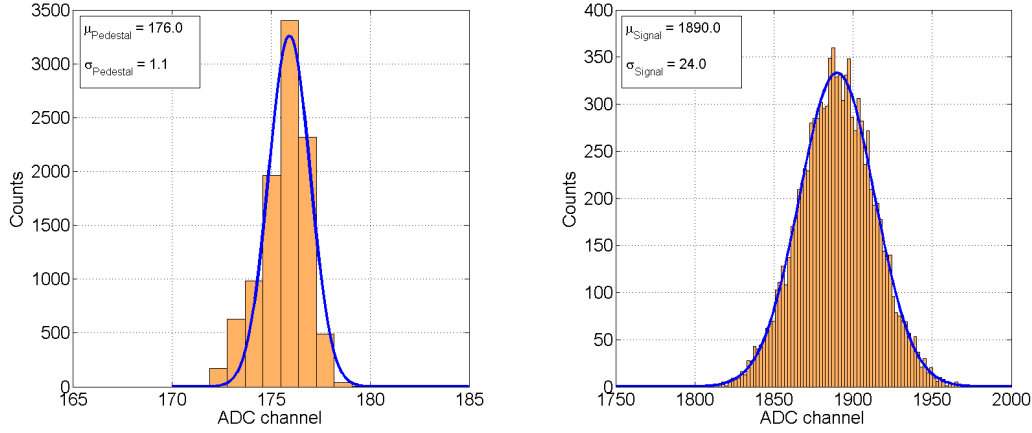 μPedestal = 176.0
σPedestal = 1.1
3500
3000
2500
2000
1500
1000
500
0
Counts
165 170 175 180 185
ADC channel
μSignal = 1890.0
σSignal = 24.0
400
350
300
250
200
150
100
50
0
Counts
1750 1800 1850 1900 1950 2000
ADC channel